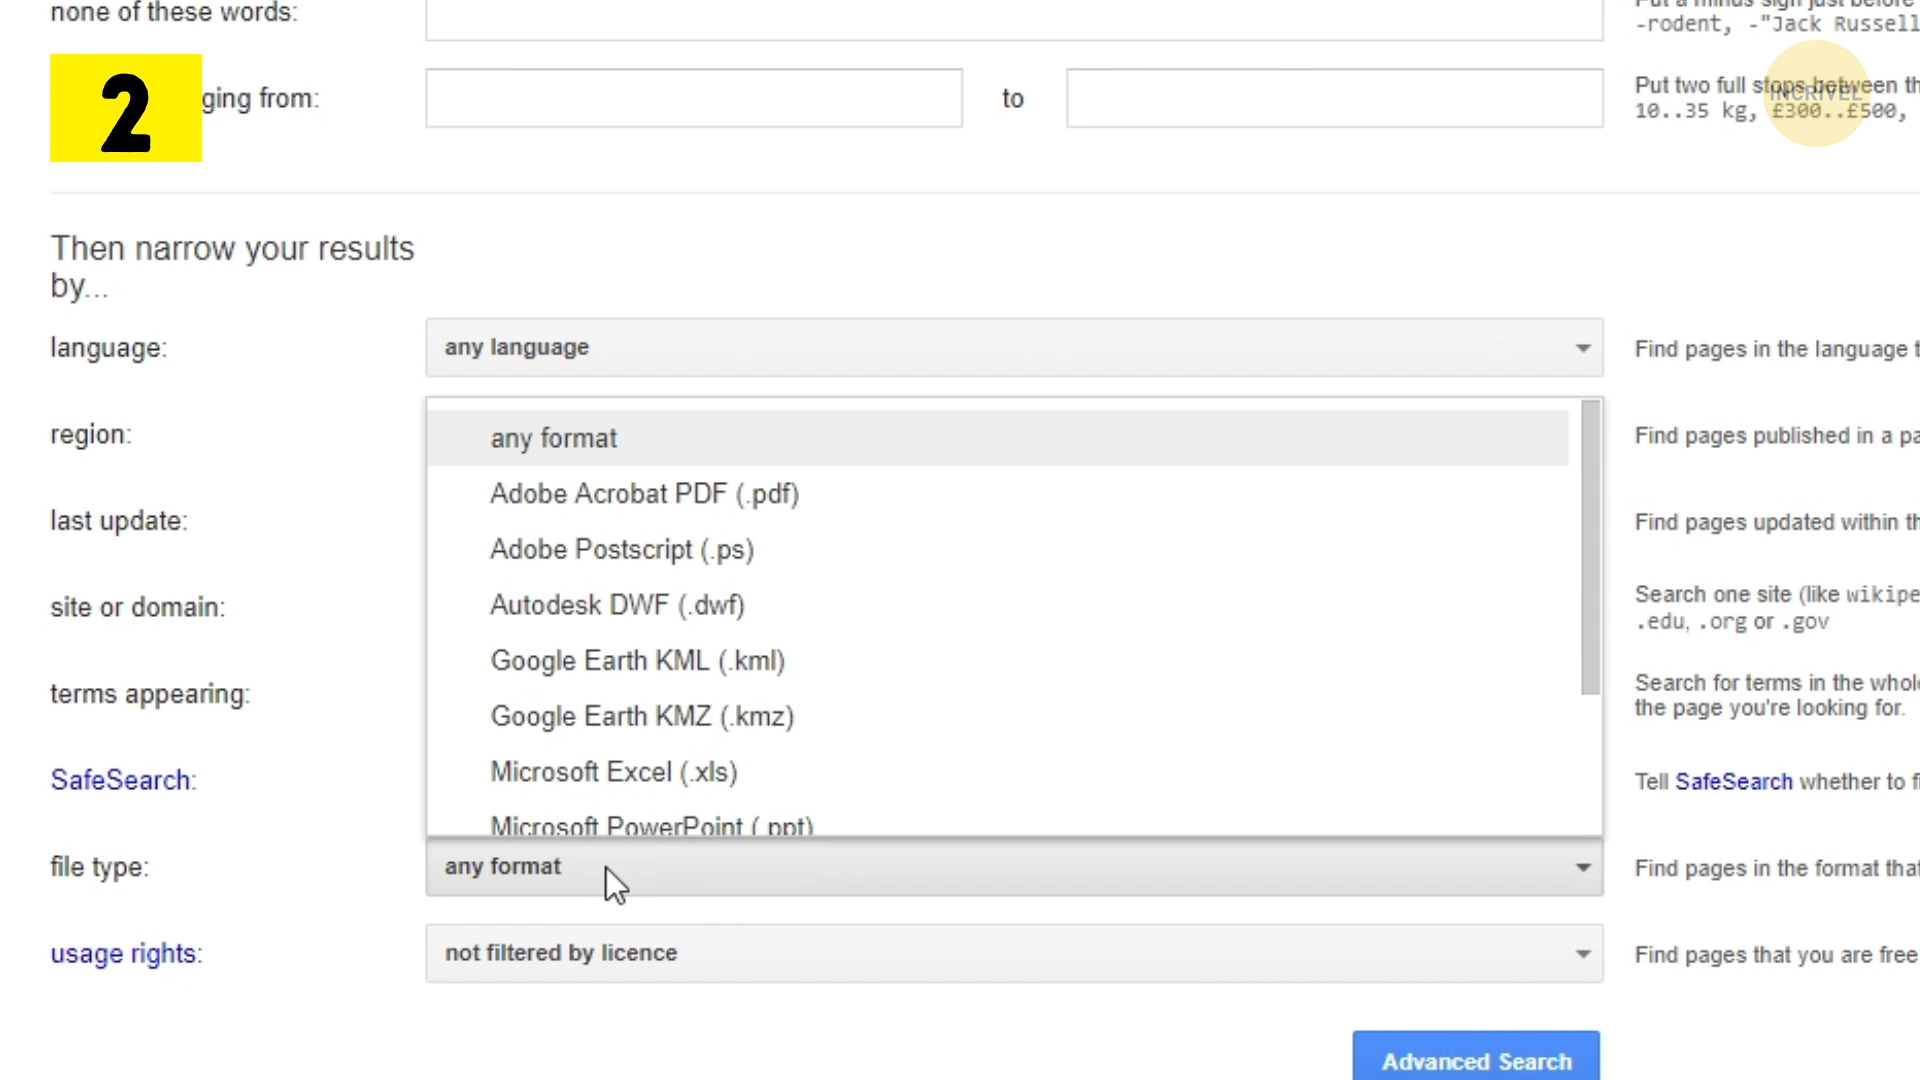 none of these words:
-rodent, -"Jack Russell
2
ging from:
to
Put two full stops between th
10..35 kg, £300..£500,
INCRÍVEL
Then narrow your results
by...
language:
any language
Find pages in the language t
region:
any format
Find pages published in a pa
Adobe Acrobat PDF (.pdf)
last update:
Find pages updated within th
Adobe Postscript (.ps)
site or domain:
Autodesk DWF (.dwf)
Search one site (like wikipe
.edu, .org or .gov
Google Earth KML (.kml)
terms appearing:
Search for terms in the whole
the page you're looking for.
Google Earth KMZ (.kmz)
Microsoft Excel (.xls)
SafeSearch:
Tell SafeSearch whether to fi
Microsoft PowerPoint (.ppt)
file type:
any format
Find pages in the format that
usage rights:
not filtered by licence
Find pages that you are free
Advanced Search